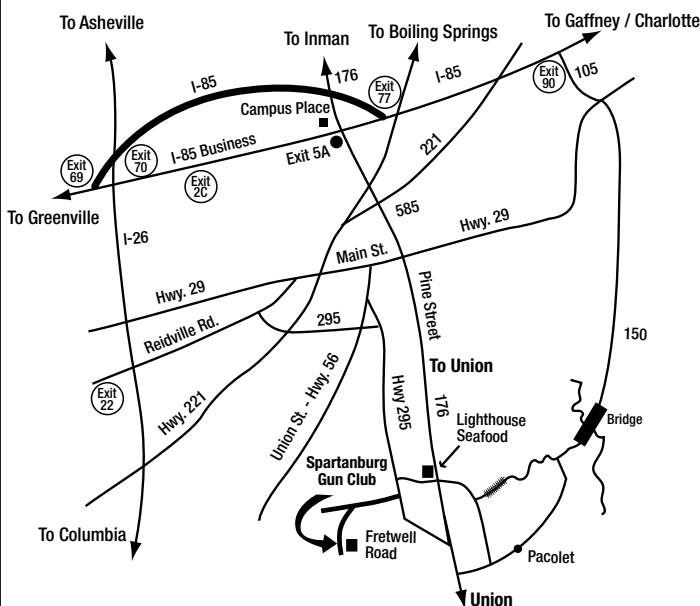 To Asheville
To Inman
To Boiling Springs
To Gaffney / Charlotte
I-85
176
Exit
77
I-85
Exit
90
105
Campus Place
Exit
69
Exit
70
I-85 Business
Exit 5A
221
Exit
2C
To Greenville
585
I-26
Hwy. 29
Main St.
Hwy. 29
Pine Street
Reidville Rd.
295
150
Exit
22
Hwy. 221
Union St. - Hwy. 56
Hwy 295
To Union
176
Lighthouse
Seafood
Bridge
Spartanburg
Gun Club
To Columbia
Fretwell
Road
Pacolet
Union